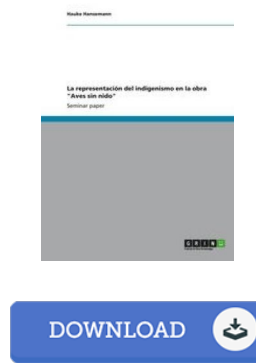 Hauke Hansemann
La representación del indigenismo en la obra
"Aves sin nido"
Seminar paper
GRIN
DOWNLOAD